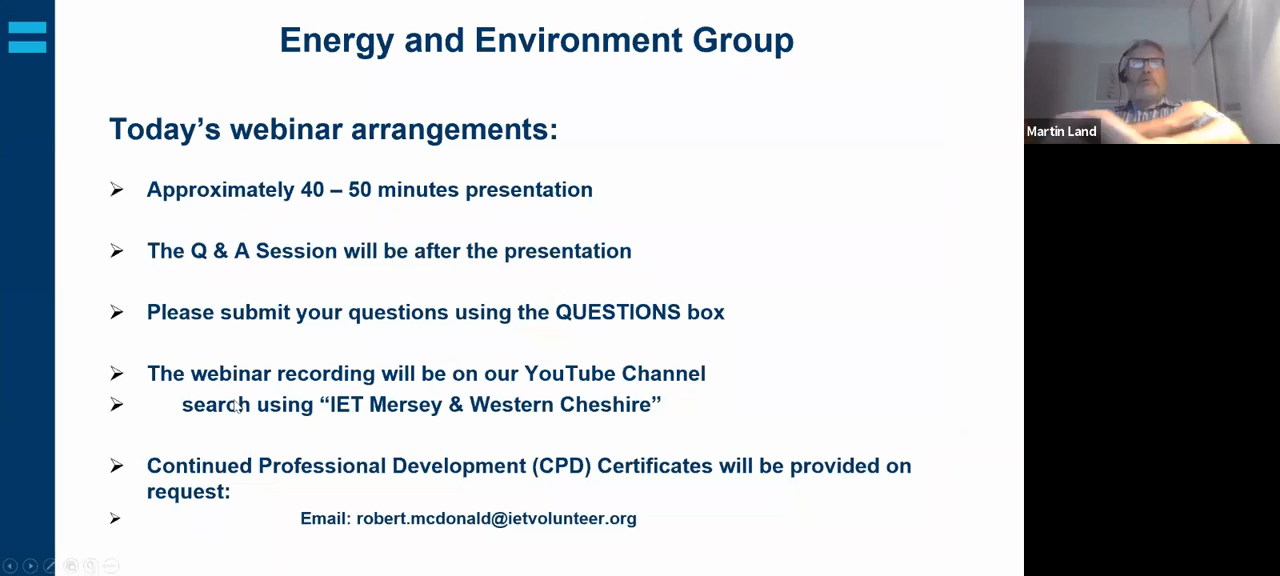 Energy and Environment Group
Today's webinar arrangements:
Approximately 40 – 50 minutes presentation
The Q & A Session will be after the presentation
Please submit your questions using the QUESTIONS box
The webinar recording will be on our YouTube Channel
search using “IET Mersey & Western Cheshire”
Continued Professional Development (CPD) Certificates will be provided on
request:
Email: robert.mcdonald@ietvolunteer.org
Martin Land